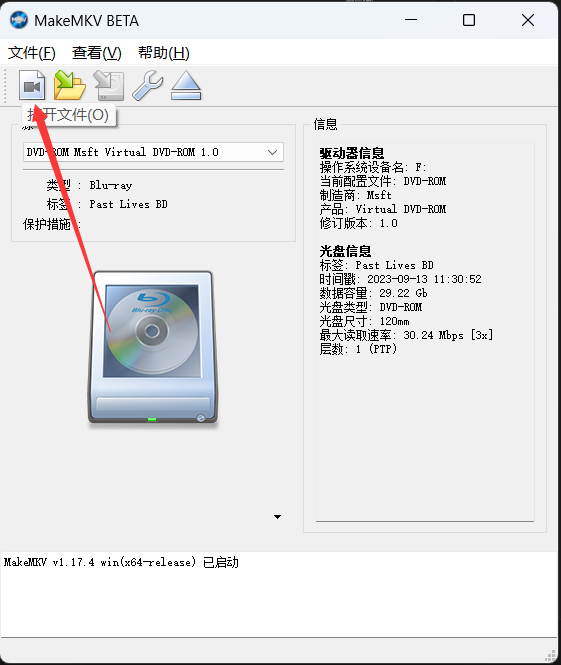 MakeMKV BETA
文件(F) 查看(V) 帮助(H)
开文件(O)
DVD-ROM Msft Virtual DVD-ROM 1.0
类型 : Blu-ray
标签 : Past Lives BD
保护措施 :
Blu-ray Disc
信息
驱动器信息
操作系统设备名: F:
当前配置文件: DVD-ROM
制造商: Msft
产品: Virtual DVD-ROM
修订版本: 1.0
光盘信息
标签: Past Lives BD
时间戳: 2023-09-13 11:30:52
数据容量: 29.22 Gb
光盘类型: DVD-ROM
光盘尺寸: 120mm
最大读取速率: 30.24 Mbps [3x]
层数: 1 (PTP)
MakeMKV v1.17.4 win(x64-release) 已启动